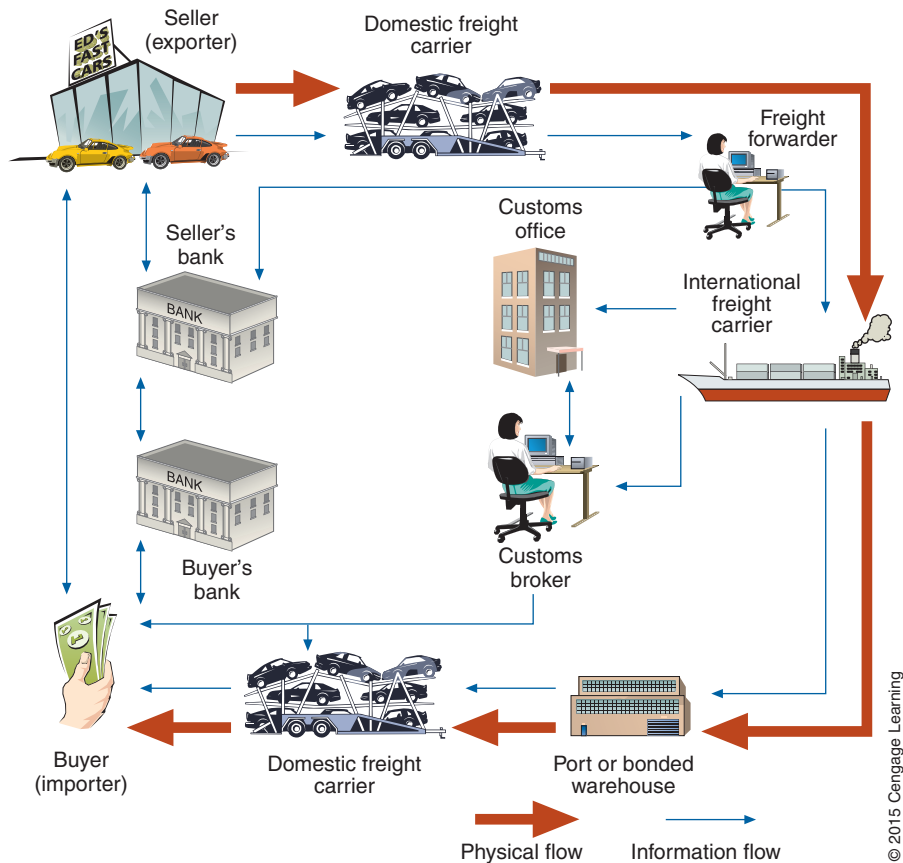 Seller
(exporter)
ED'S
FAST
CARS
Domestic freight
carrier
Freight
forwarder
Seller's
bank
BANK
Customs
office
International
freight
carrier
BANK
Buyer's
bank
Customs
broker
Buyer
(importer)
Domestic freight
carrier
Port or bonded
warehouse
Physical flow
Information flow
© 2015 Cengage Learning